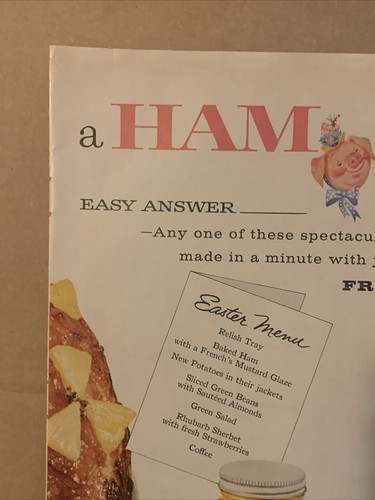 a HAM
EASY ANSWER
—Any one of these
made in a minute with
Easter Menu
Relish Tray
Baked Ham
with a French's Mustard Glaze
New Potatoes in their jackets
Sliced Green Beans
with Sautéed Almonds
Green Salad
Rhubarb Sherbet
with fresh Strawberries
Coffee